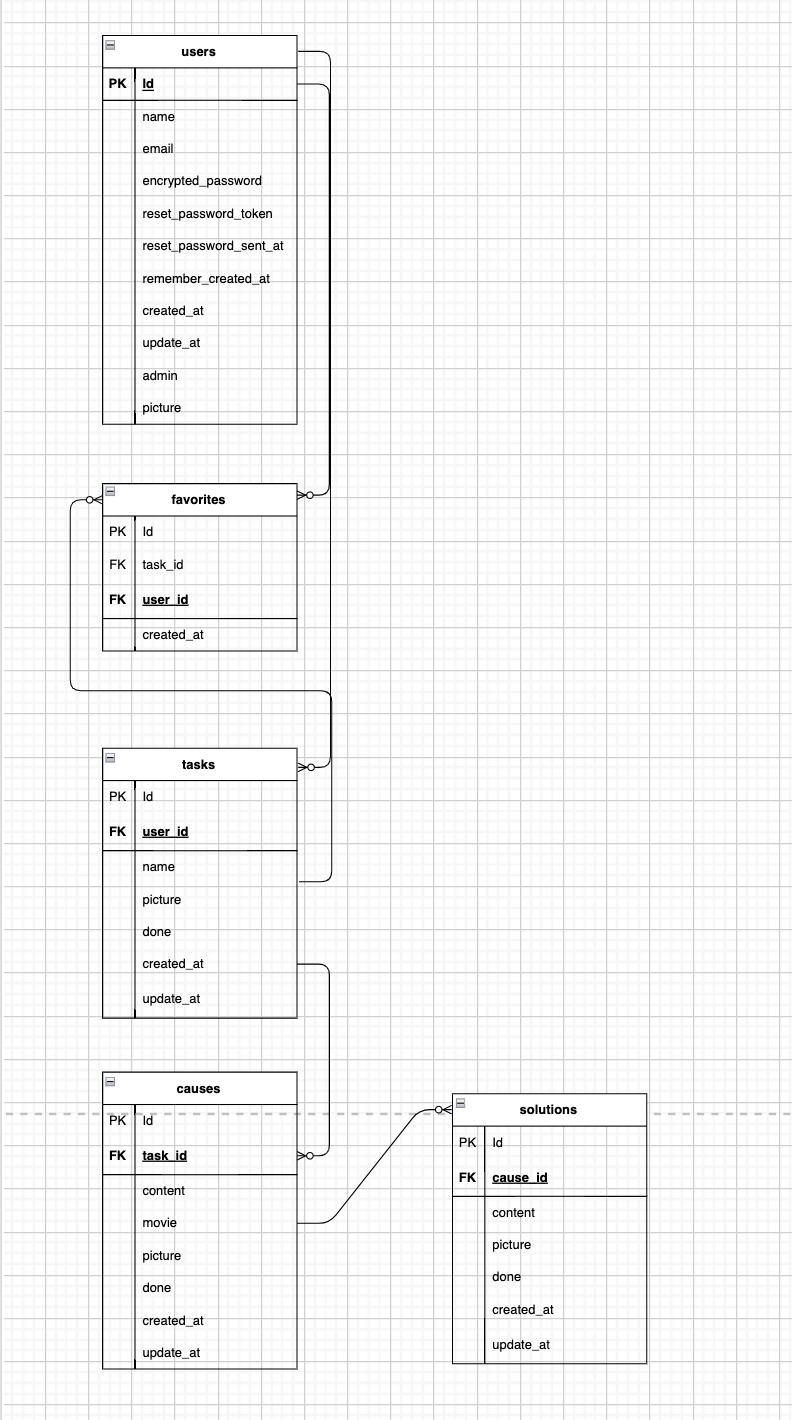 users
PK Id
name
email
encrypted_password
reset_password_token
reset_password_sent_at
remember_created_at
created_at
update_at
admin
picture
favorites
PK Id
FK task_id
FK user_id
created_at
tasks
PK Id
FK user_id
name
picture
done
created_at
update_at
causes
PK Id
FK task_id
content
movie
picture
done
created_at
update_at
solutions
PK Id
FK cause_id
content
picture
done
created_at
update_at